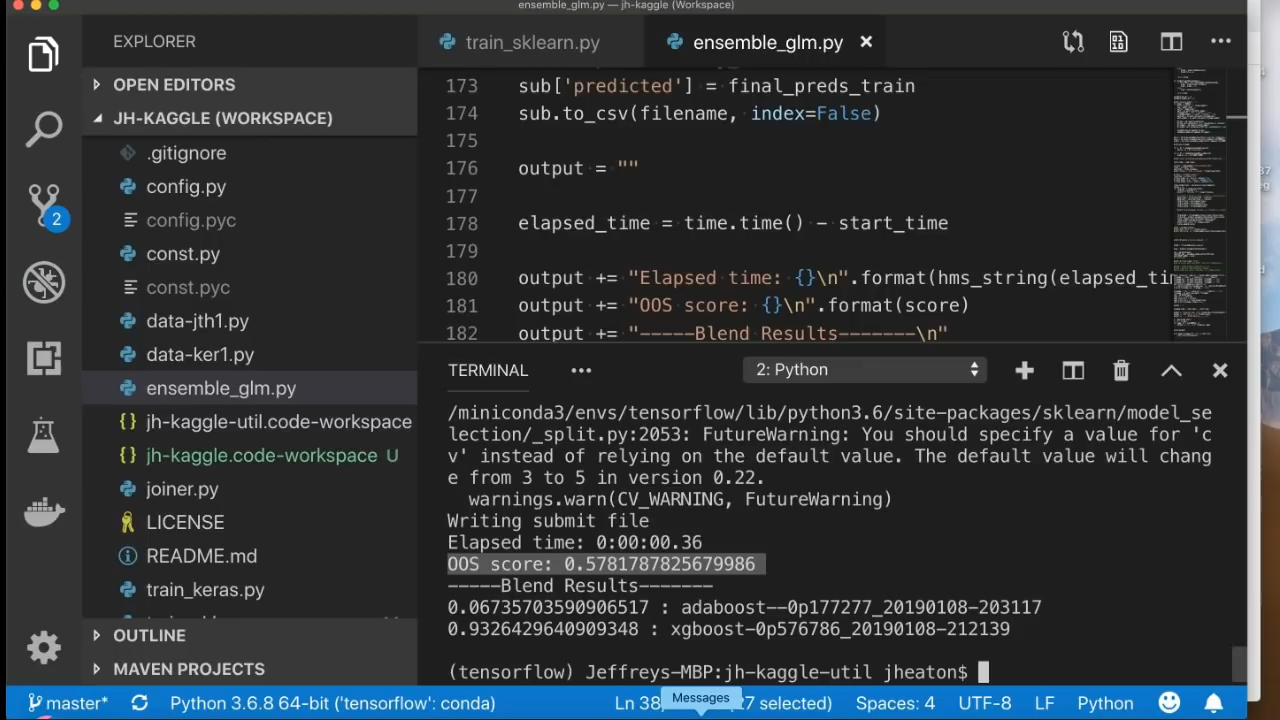 ensemble_glm.py — jh-kaggle (Workspace)
EXPLORER
train_sklearn.py
ensemble_glm.py
OPEN EDITORS
JH-KAGGLE (WORKSPACE)
.gitignore
config.py
config.pyc
const.py
const.pyc
data-jth1.py
data-ker1.py
ensemble_glm.py
jh-kaggle-util.code-workspace
jh-kaggle.code-workspace U
joiner.py
LICENSE
README.md
train_keras.py
OUTLINE
MAVEN PROJECTS
2
173 sub['predicted'] = final_preds_train
174 sub.to_csv(filename, index=False)
175
176 output = ""
177
178 elapsed_time = time.time() - start_time
179
180 output += "Elapsed time: {}\n".format(hms_string(elapsed_tim
181 output += "OOS score: {}\n".format(score)
182 output += "-----Blend Results-------\n"
TERMINAL
2: Python
/miniconda3/envs/tensorflow/lib/python3.6/site-packages/sklearn/model_se
lection/_split.py:2053: FutureWarning: You should specify a value for 'c
v' instead of relying on the default value. The default value will chang
e from 3 to 5 in version 0.22.
warnings.warn(CV_WARNING, FutureWarning)
Writing submit file
Elapsed time: 0:00:00.36
OOS score: 0.5781787825679986
-----Blend Results-------
0.06735703590906517 : adaboost--0p177277_20190108-203117
0.9326429640909348 : xgboost-0p576786_20190108-212139
(tensorflow) Jeffreys-MBP:jh-kaggle-util jheaton$
master* Python 3.6.8 64-bit ('tensorflow': conda) Ln 38, 27 selected) Spaces: 4 UTF-8 LF Python
Messages